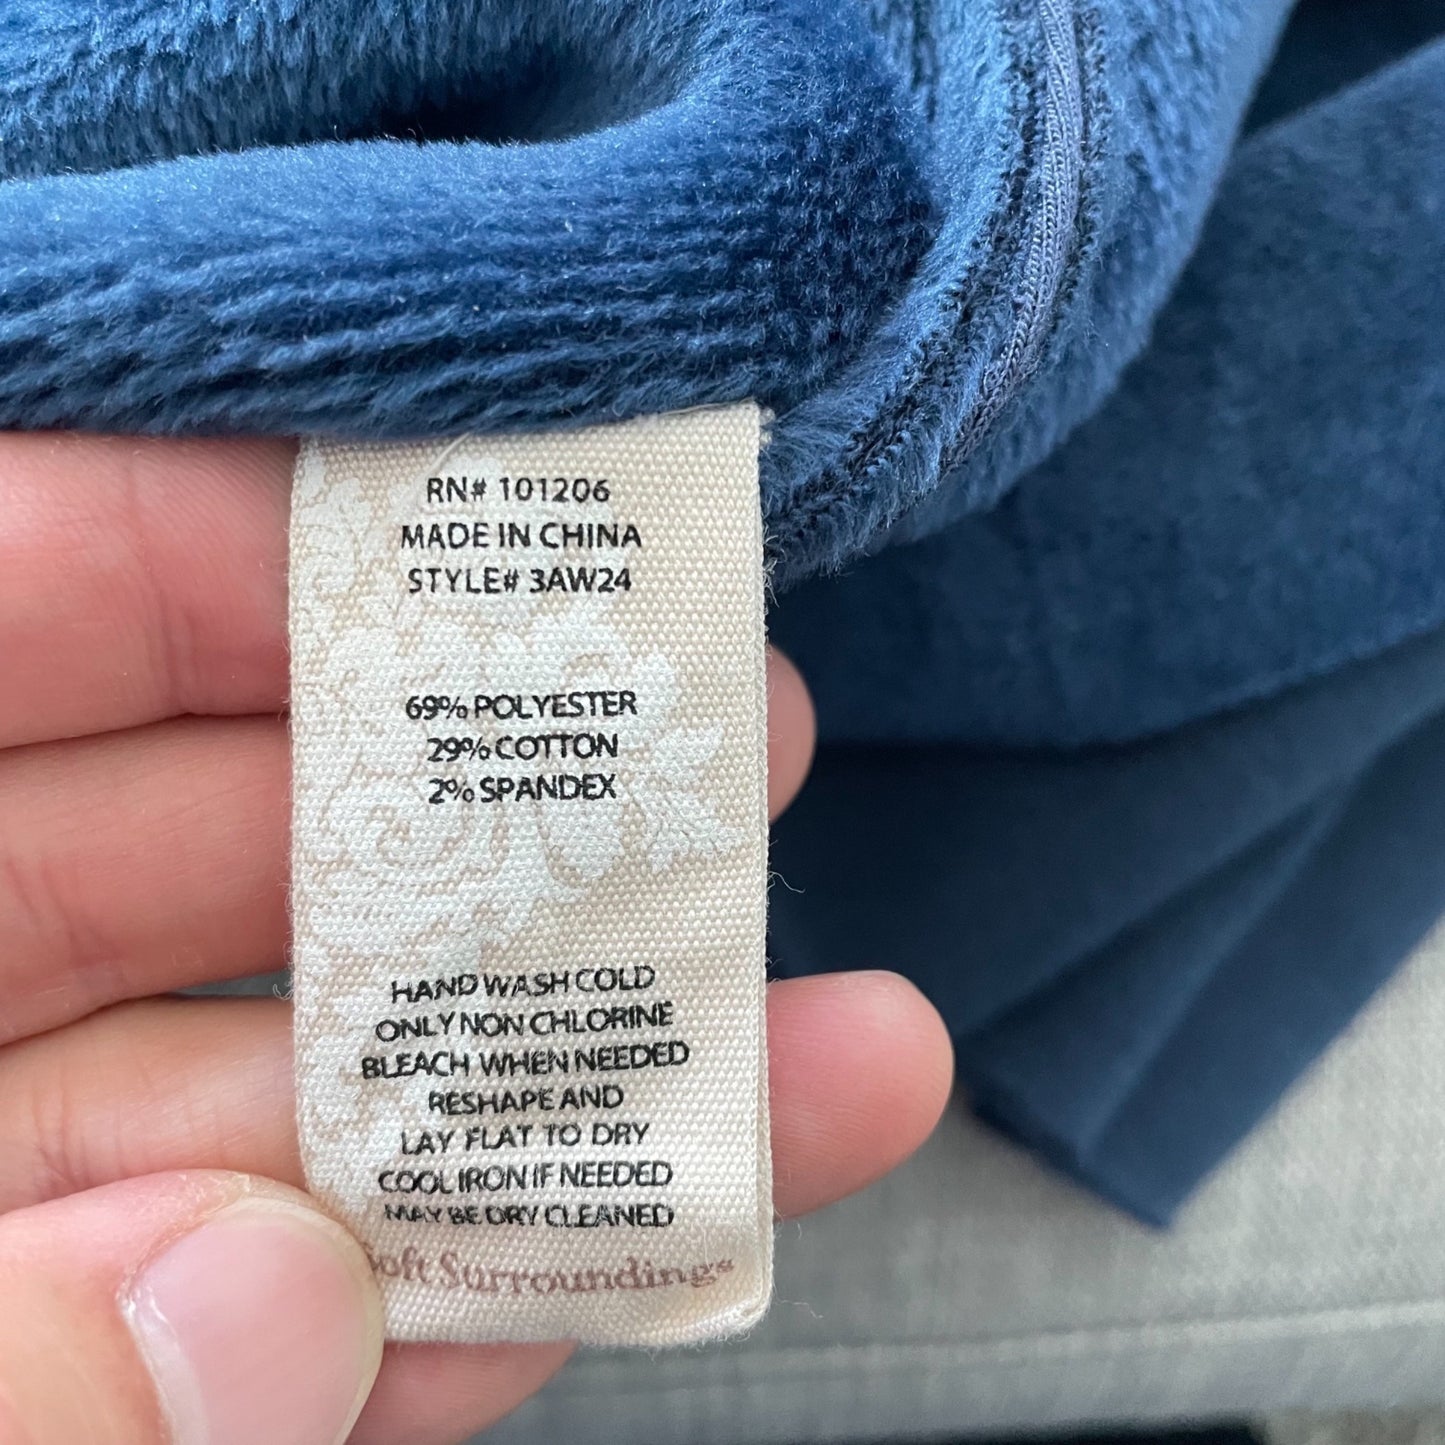 RN# 101206
MADE IN CHINA
STYLE# 3AW24
69% POLYESTER
29% COTTON
2% SPANDEX
HAND WASH COLD
ONLY NON CHLORINE
BLEACH WHEN NEEDED
RESHAPE AND
LAY FLAT TO DRY
COOL IRON IF NEEDED
MAY BE DRY CLEANED
Soft Surroundings